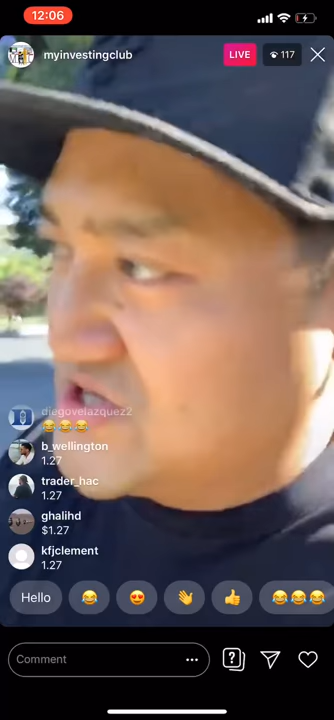 12:06
myinvestingclub
LIVE
117
diegovelazquez2
😂😂😂
b_wellington
1.27
trader_hac
1.27
ghalihd
$1.27
kfjclement
1.27
Hello 😂 😍 👋 👍 😂😂😂
Comment